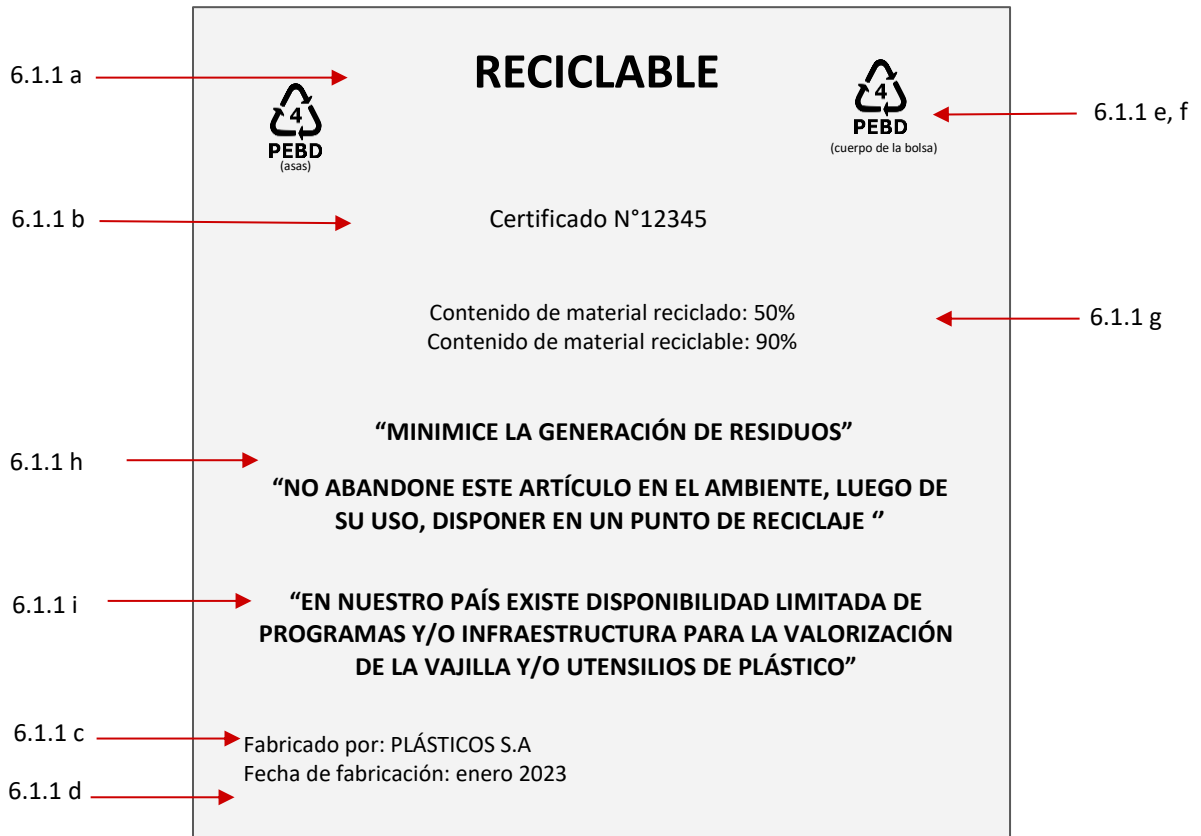 6.1.1 a
RECICLABLE
4
PEBD
(asas)
4
PEBD
(cuerpo de la bolsa)
6.1.1 e, f
6.1.1 b
Certificado N°12345
Contenido de material reciclado: 50%
Contenido de material reciclable: 90%
6.1.1 g
“MINIMICE LA GENERACIÓN DE RESIDUOS”
6.1.1 h
“NO ABANDONE ESTE ARTÍCULO EN EL AMBIENTE, LUEGO DE
SU USO, DISPONER EN UN PUNTO DE RECICLAJE ‘’
6.1.1 i
“EN NUESTRO PAÍS EXISTE DISPONIBILIDAD LIMITADA DE
PROGRAMAS Y/O INFRAESTRUCTURA PARA LA VALORIZACIÓN
DE LA VAJILLA Y/O UTENSILIOS DE PLÁSTICO”
6.1.1 c
Fabricado por: PLÁSTICOS S.A
Fecha de fabricación: enero 2023
6.1.1 d